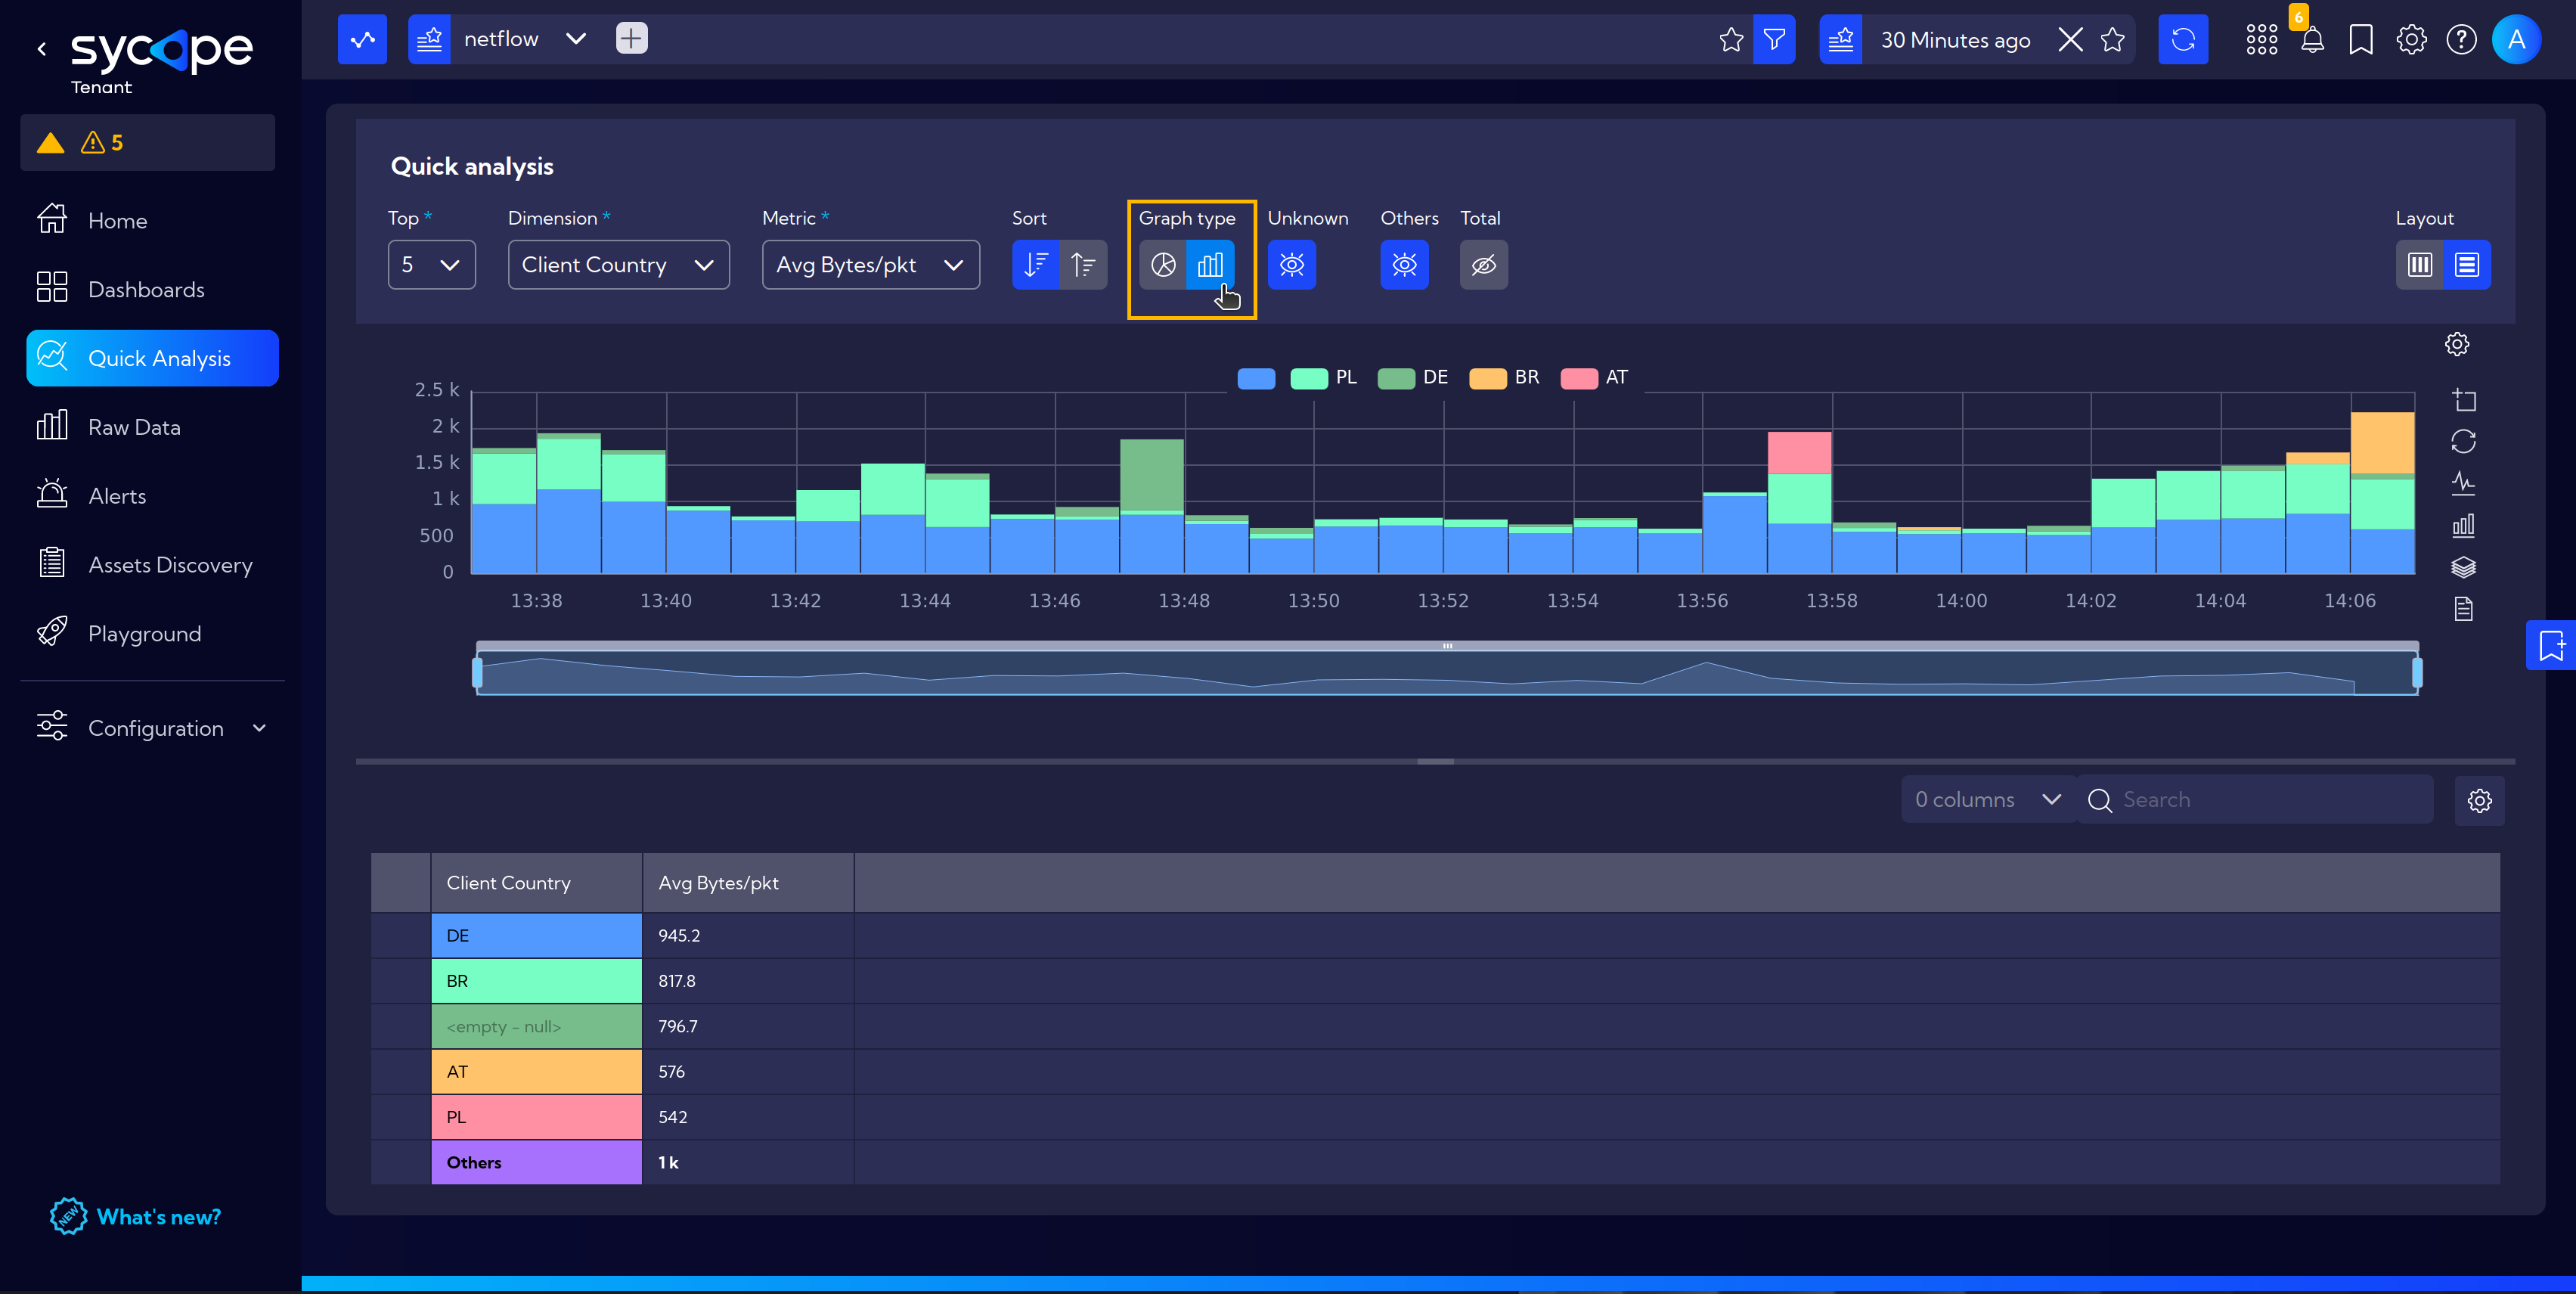 sycope
Tenant
netflow
30 Minutes ago
6
A
5
Home
Dashboards
Quick Analysis
Raw Data
Alerts
Assets Discovery
Playground
Configuration
NEW
What's new?
Quick analysis
Top *
Dimension *
Metric *
Sort
Graph type
Unknown
Others
Total
Layout
5
Client Country
Avg Bytes/pkt
PL
DE
BR
AT
2.5 k
2 k
1.5 k
1 k
500
0
13:38
13:40
13:42
13:44
13:46
13:48
13:50
13:52
13:54
13:56
13:58
14:00
14:02
14:04
14:06
0 columns
Search
Client Country Avg Bytes/pkt
DE 945.2
BR 817.8
<empty - null> 796.7
AT 576
PL 542
Others 1 k